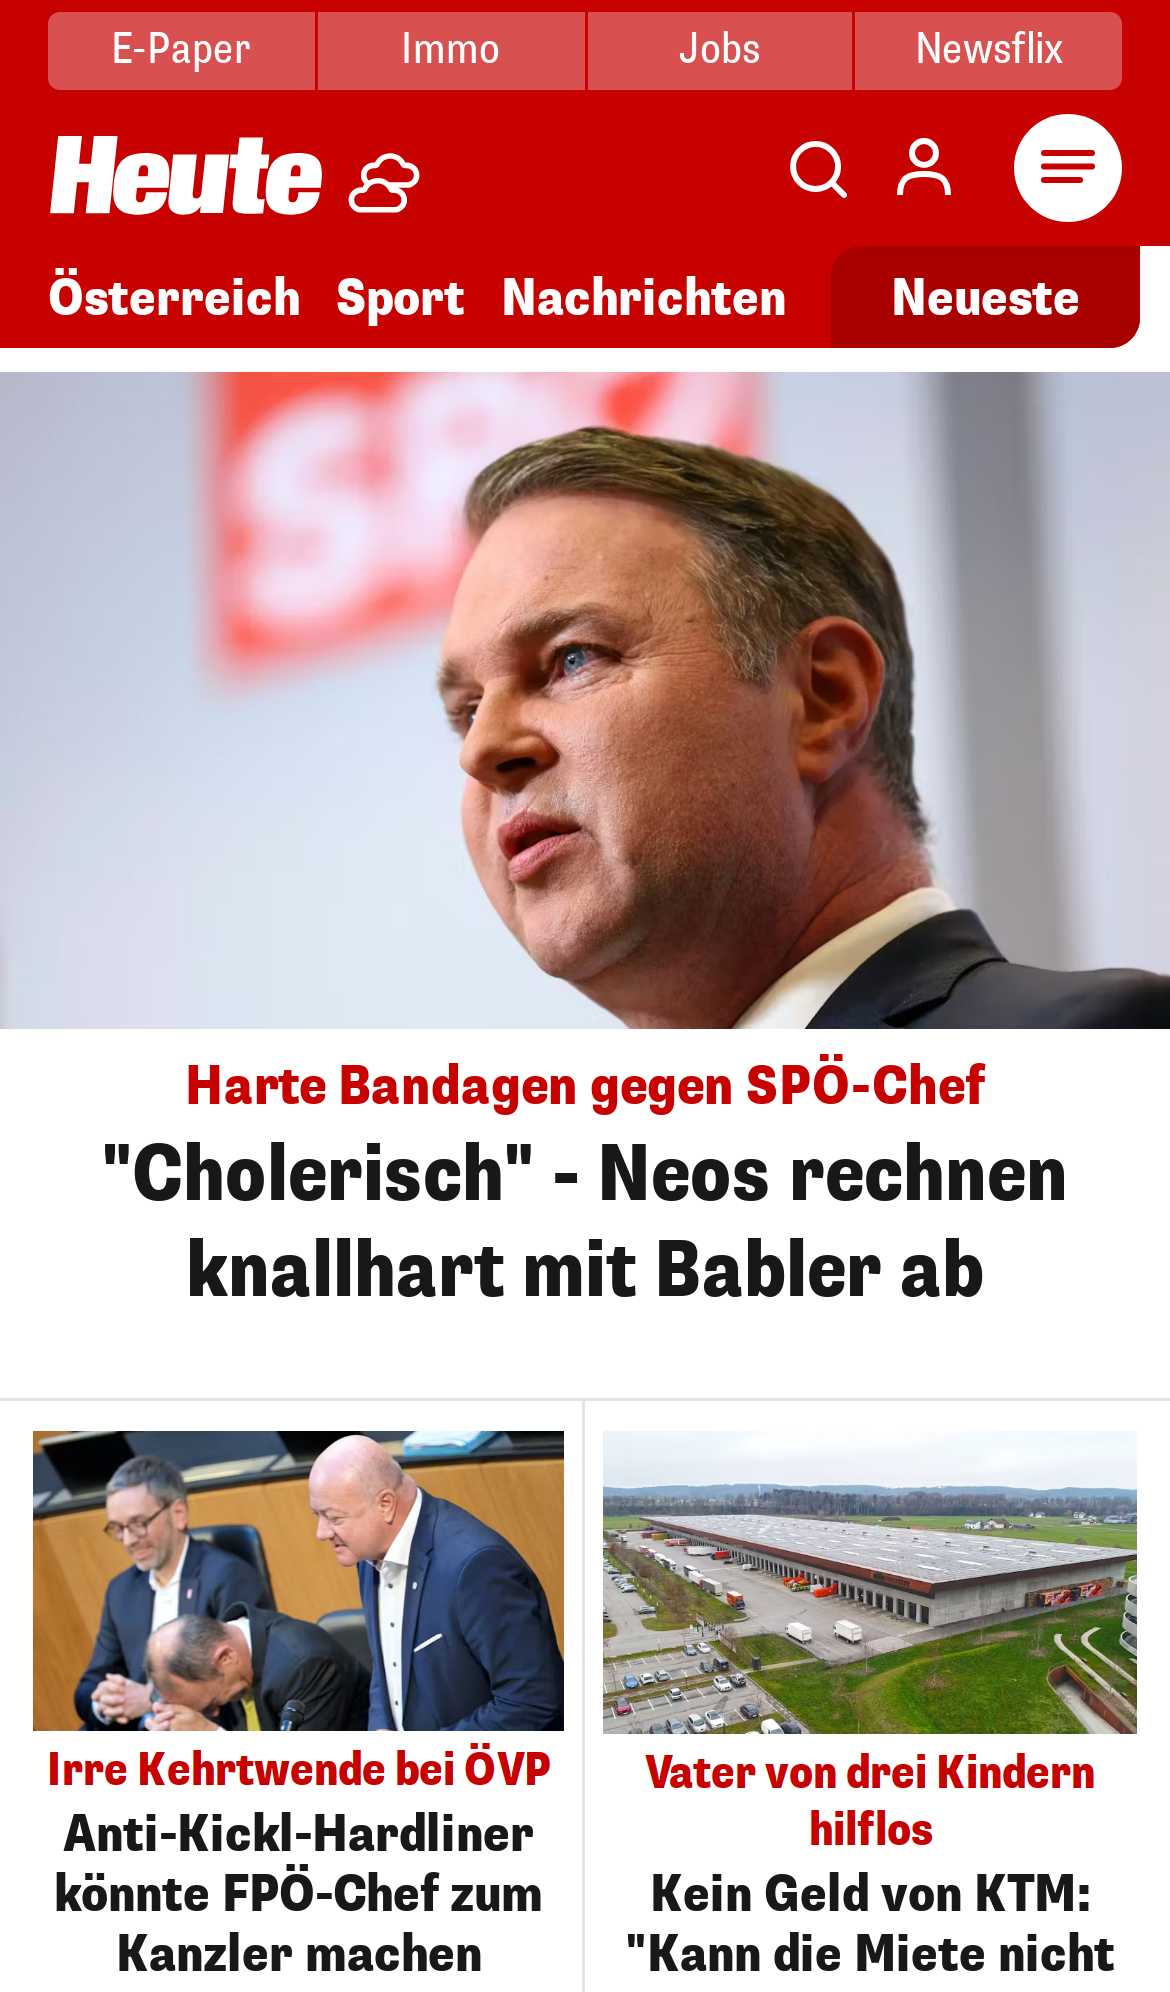 E-Paper
Immo
Jobs
Newsflix
Heute
Österreich
Sport
Nachrichten
Neueste
SPÖ
Harte Bandagen gegen SPÖ-Chef
"Cholerisch" - Neos rechnen
knallhart mit Babler ab
Irre Kehrtwende bei ÖVP
Anti-Kickl-Hardliner
könnte FPÖ-Chef zum
Kanzler machen
Vater von drei Kindern
hilflos
Kein Geld von KTM:
"Kann die Miete nicht